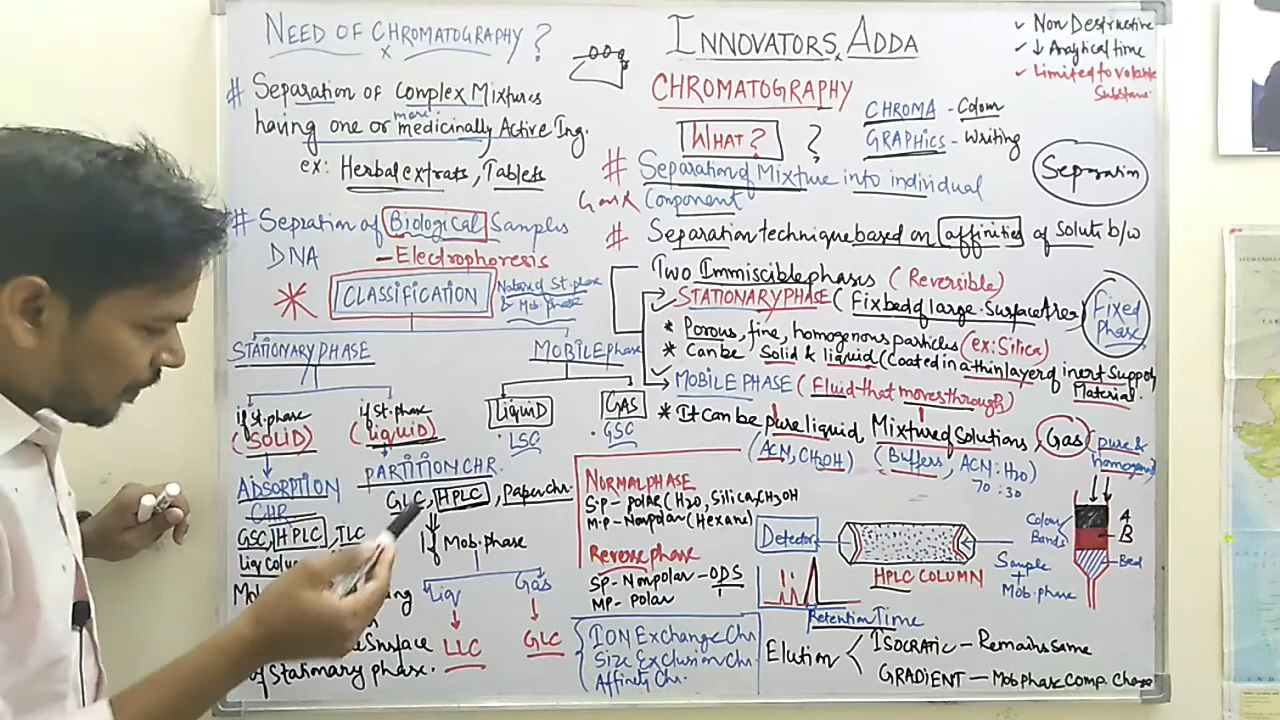 NEED OF CHROMATOGRAPHY ?
# Separation of complex Mixtures
having one or more medicinally Active Ing.
ex: Herbal extrats, Tablets
# Sepration of Biological Samples
DNA - Electrophoresis
CLASSIFICATION
Nature of St. phase
& Mob. phase
STATIONARY PHASE
MOBILE phase
if St. phase
(SOLID)
if St. phase
(Liquid)
LIQUID
LSC
GAS
GSC
ADSORPTION
CHR
GSC, HPLC, TLC
PARTITION CHR.
GLC, HPLC, Paper Chr.
Mob. phase
Liq
Gas
LLC
GLC
of Stationary phase.
INNOVATORS ADDA
CHROMATOGRAPHY
CHROMA - Colour
GRAPHICS - Writing
WHAT? ?
# Separation of Mixture into individual
Component
Separation
# Separation technique based on affinities of solute b/w
Two Immiscible phases (Reversible)
STATIONARY PHASE (Fix bed of large Surface Area)
Fixed
Phase
* Porous, fine, homogenous particles (ex: Silica)
* Can be Solid & liquid (Coated in a thin layer of inert Support
Material
MOBILE PHASE (Fluid that moves through)
* It can be pure liquid, Mixture of Solutions, Gas (pure &
homogenous)
(ACN, CH3OH) (Buffers, ACN : H2O)
70 : 30
NORMAL PHASE
S.P - polar (H2O, Silica, CH3OH
M.P - Nonpolar (Hexane)
Reverse phase
SP - Nonpolar - ODS
MP - Polar
ION Exchange Chr.
Size Exclusion Chr.
Affinity Chr.
Detector
HPLC COLUMN
Sample
+
Mob. phase
Retention Time
Colour
Bands
A
B
Bed
Elution
ISOCRATIC - Remains same
GRADIENT - Mob Phase Comp. Change
✓ Non Destructive
✓ ↓ Analytical time
✓ Limited to Volatile
Substance